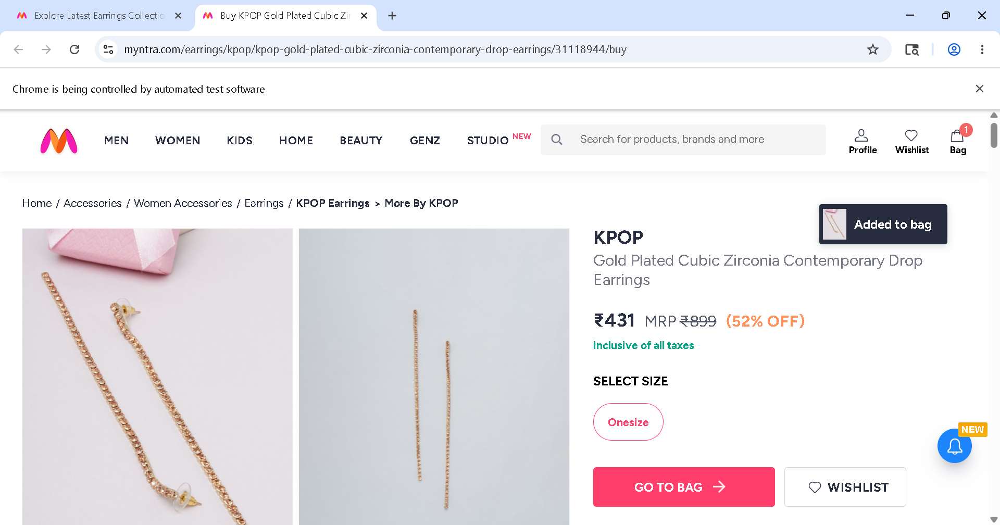 Explore Latest Earrings Collectio
Buy KPOP Gold Plated Cubic Zir
myntra.com/earrings/kpop/kpop-gold-plated-cubic-zirconia-contemporary-drop-earrings/31118944/buy
Chrome is being controlled by automated test software
MEN
WOMEN
KIDS
HOME
BEAUTY
GENZ
STUDIO NEW
Search for products, brands and more
Profile
Wishlist
1
Bag
Home / Accessories / Women Accessories / Earrings / KPOP Earrings > More By KPOP
Added to bag
KPOP
Gold Plated Cubic Zirconia Contemporary Drop
Earrings
₹431 MRP ₹899 (52% OFF)
inclusive of all taxes
SELECT SIZE
Onesize
NEW
GO TO BAG
WISHLIST